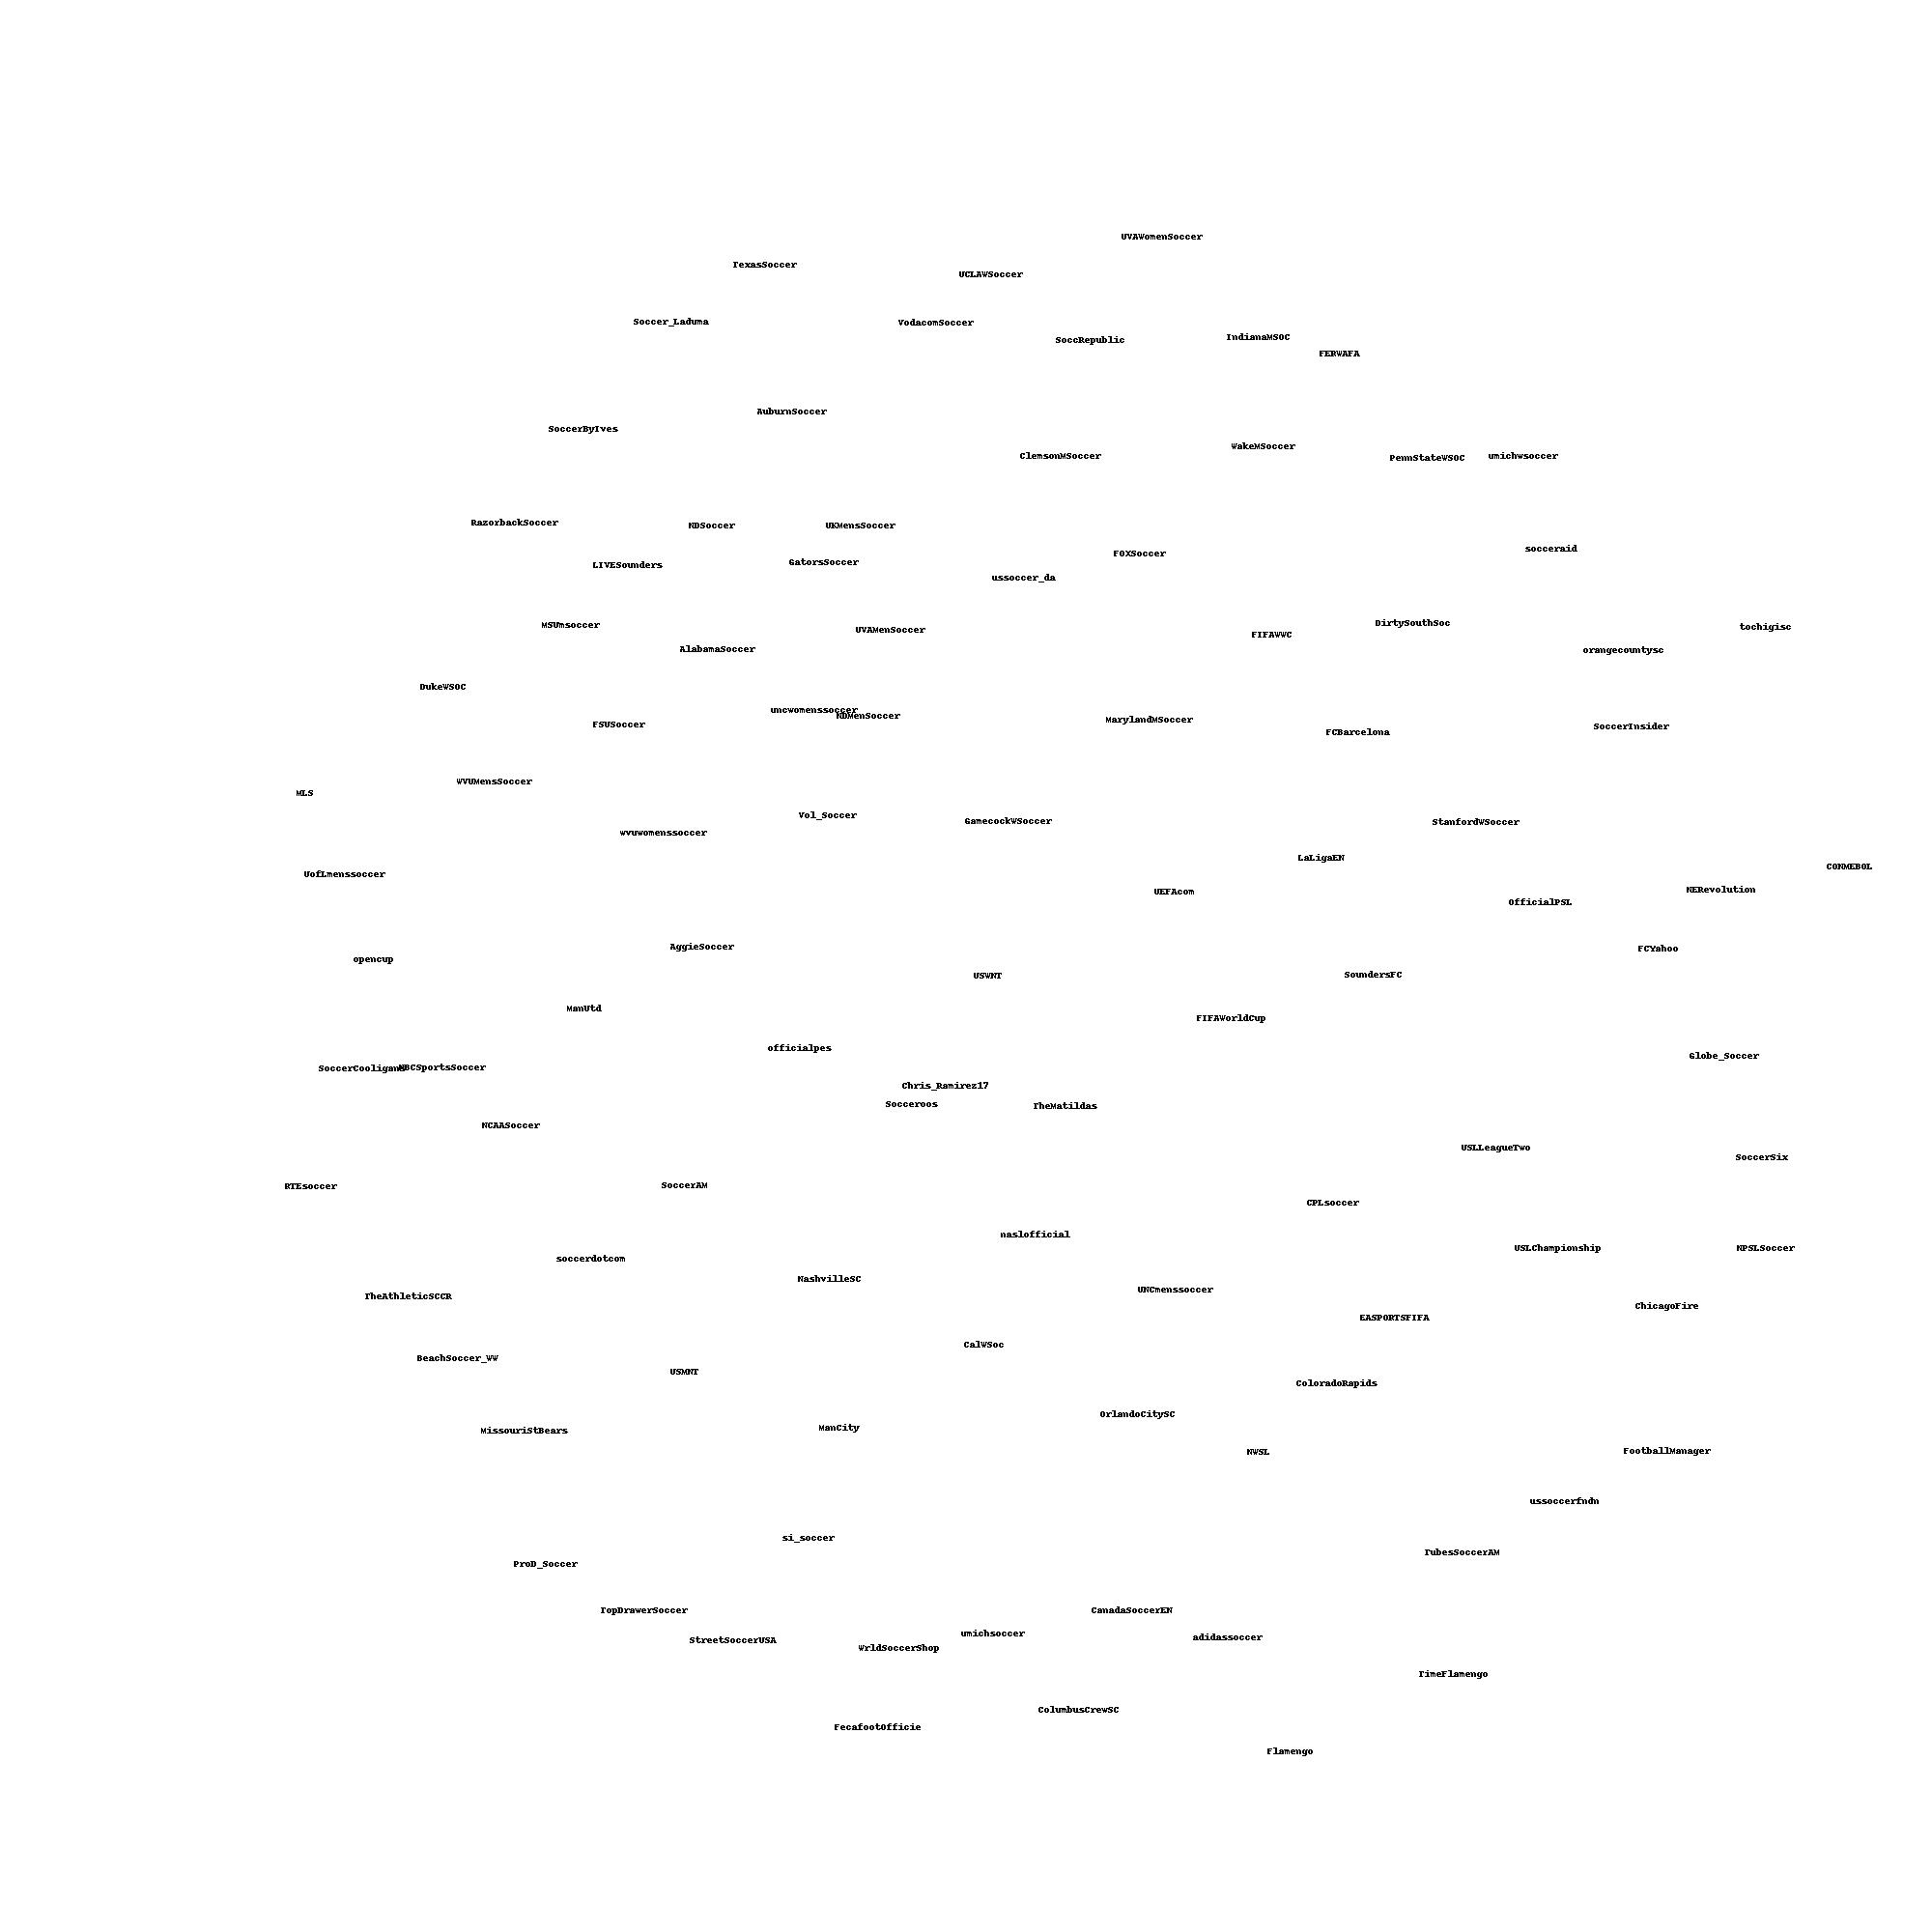 UVAWomenSoccer
TexasSoccer
UCLAWSoccer
Soccer_Laduma
VodacomSoccer
SoccRepublic
IndianaMSOC
FERWAFA
AuburnSoccer
SoccerByIves
WakeMSoccer
ClemsonMSoccer
PennStateWSOC
umichwsoccer
RazorbackSoccer
NDSoccer
UKMensSoccer
socceraid
FOXSoccer
GatorsSoccer
LIVESounders
ussoccer_da
DirtySouthSoc
MSUmsoccer
tochigisc
UVAMenSoccer
FIFAWWC
AlabamaSoccer
orangecountysc
DukeWSOC
uncwomenssoccer
NDMenSoccer
MarylandMSoccer
FSUSoccer
SoccerInsider
FCBarcelona
WVUMensSoccer
MLS
Vol_Soccer
GamecockWSoccer
StanfordWSoccer
wvuwomenssoccer
LaLigaEN
CONMEBOL
UofLmenssoccer
NERevolution
UEFAcom
OfficialPSL
AggieSoccer
FCYahoo
opencup
SoundersFC
USWNT
ManUtd
FIFAWorldCup
officialpes
Globe_Soccer
SoccerCooligans
NBCSportsSoccer
Chris_Ramirez17
Socceroos
TheMatildas
NCAASoccer
USLLeagueTwo
SoccerSix
RTEsoccer
SoccerAM
CPLsoccer
naslofficial
USLChampionship
NPSLSoccer
soccerdotcom
NashvilleSC
UNCmenssoccer
TheAthleticSCCR
ChicagoFire
EASPORTSFIFA
CalWSoc
BeachSoccer_WW
USMNT
ColoradoRapids
OrlandoCitySC
ManCity
MissouriStBears
NWSL
FootballManager
ussoccerfndn
si_soccer
TubesSoccerAM
ProD_Soccer
TopDrawerSoccer
CanadaSoccerEN
umichsoccer
adidassoccer
StreetSoccerUSA
WrldSoccerShop
TimeFlamengo
ColumbusCrewSC
FecafootOfficie
Flamengo